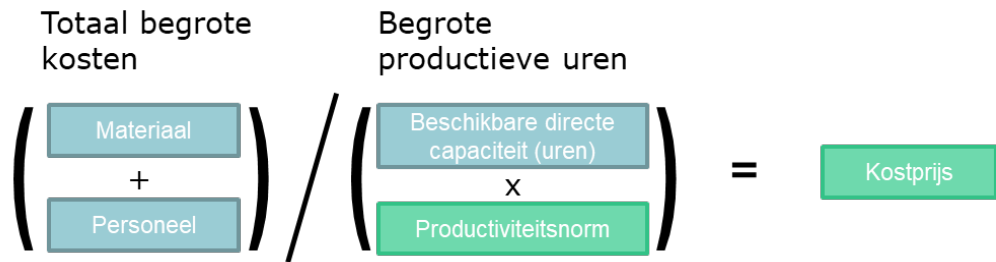 Totaal begrote
kosten
Begrote
productieve uren
( Materiaal
+
Personeel )
/
( Beschikbare directe
capaciteit (uren)
x
Productiviteitsnorm )
=
Kostprijs